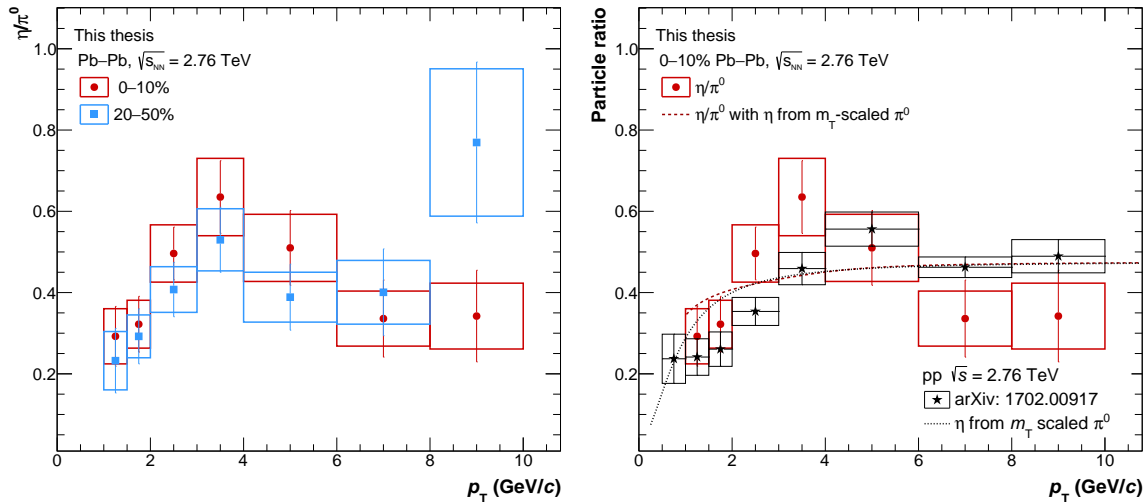 η/π⁰
1.0
0.8
0.6
0.4
0.2
This thesis
Pb–Pb, √s_NN = 2.76 TeV
0–10%
20–50%
0 2 4 6 8 10
p_T (GeV/c)
Particle ratio
1.0
0.8
0.6
0.4
0.2
This thesis
0–10% Pb–Pb, √s_NN = 2.76 TeV
η/π⁰
η/π⁰ with η from m_T-scaled π⁰
pp √s = 2.76 TeV
arXiv: 1702.00917
η from m_T scaled π⁰
0 2 4 6 8 10
p_T (GeV/c)